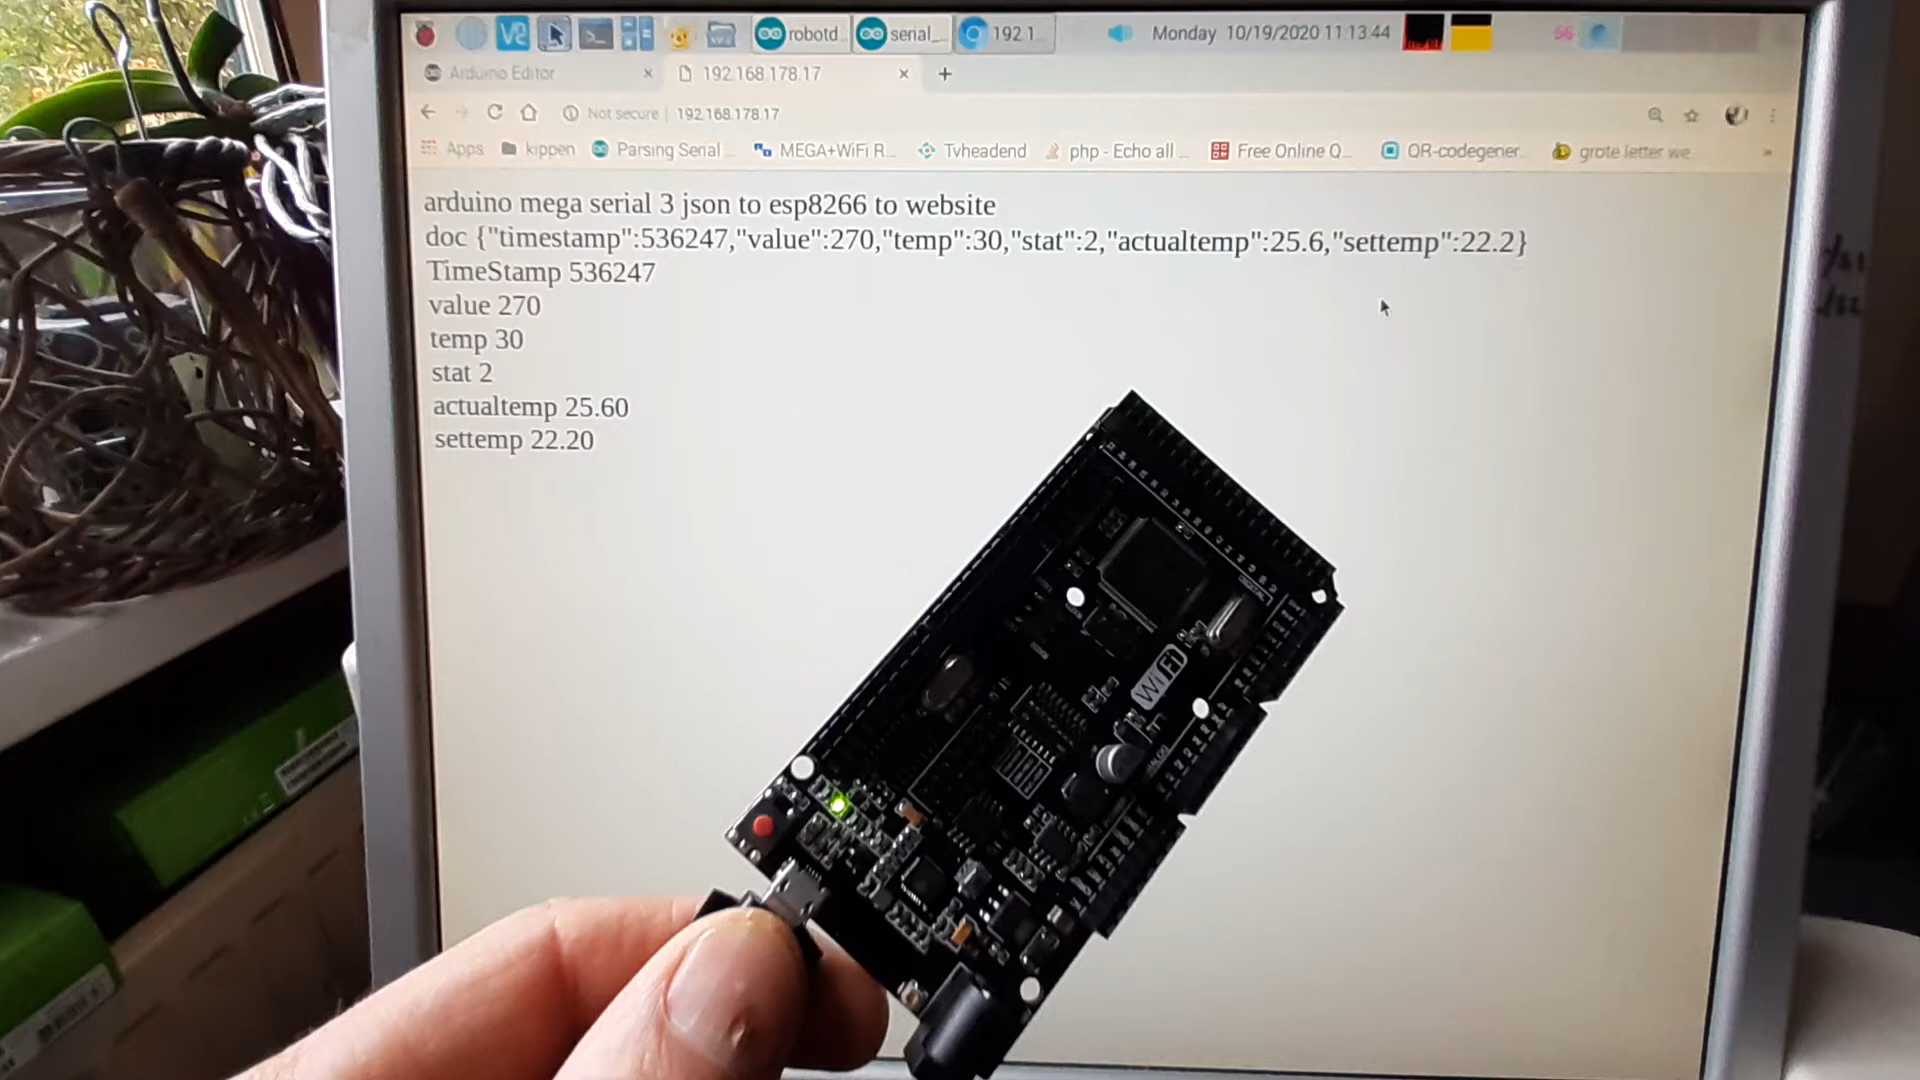 robotd
serial_
192.1
Monday 10/19/2020 11:13:44
56
Arduino Editor
192.168.178.17
Not secure | 192.168.178.17
Apps
kippen
Parsing Serial ...
MEGA+WiFi R...
Tvheadend
php - Echo all ...
Free Online Q...
QR-codegener...
grote letter we...
arduino mega serial 3 json to esp8266 to website
doc {"timestamp":536247,"value":270,"temp":30,"stat":2,"actualtemp":25.6,"settemp":22.2}
TimeStamp 536247
value 270
temp 30
stat 2
actualtemp 25.60
settemp 22.20
WiFi